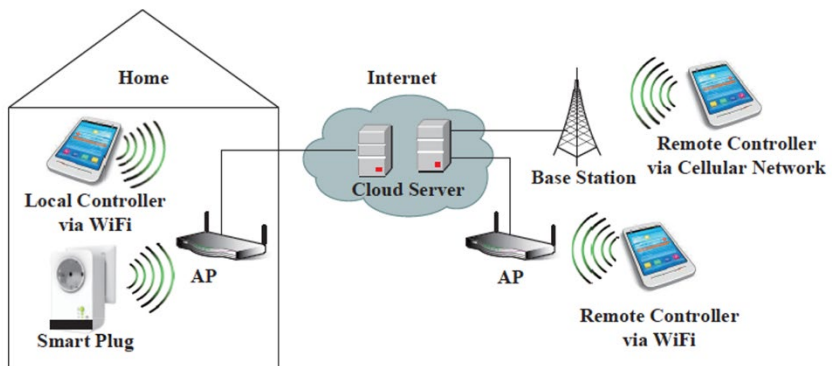 Home
Internet
Local Controller
via WiFi
AP
Smart Plug
Cloud Server
Base Station
Remote Controller
via Cellular Network
AP
Remote Controller
via WiFi